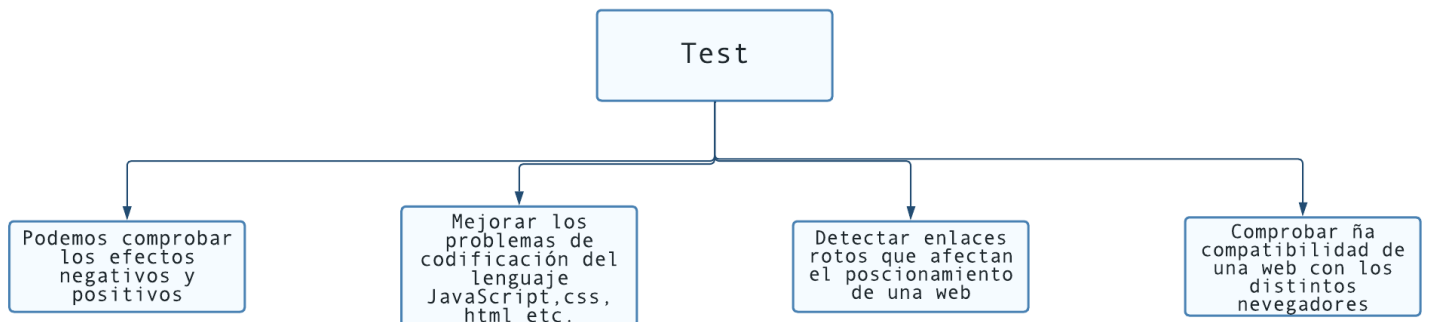 Test
Podemos comprobar
los efectos
negativos y
positivos
Mejorar los
problemas de
codificación del
lenguaje
JavaScript,css,
html etc.
Detectar enlaces
rotos que afectan
el poscionamiento
de una web
Comprobar ña
compatibilidad de
una web con los
distintos
nevegadores